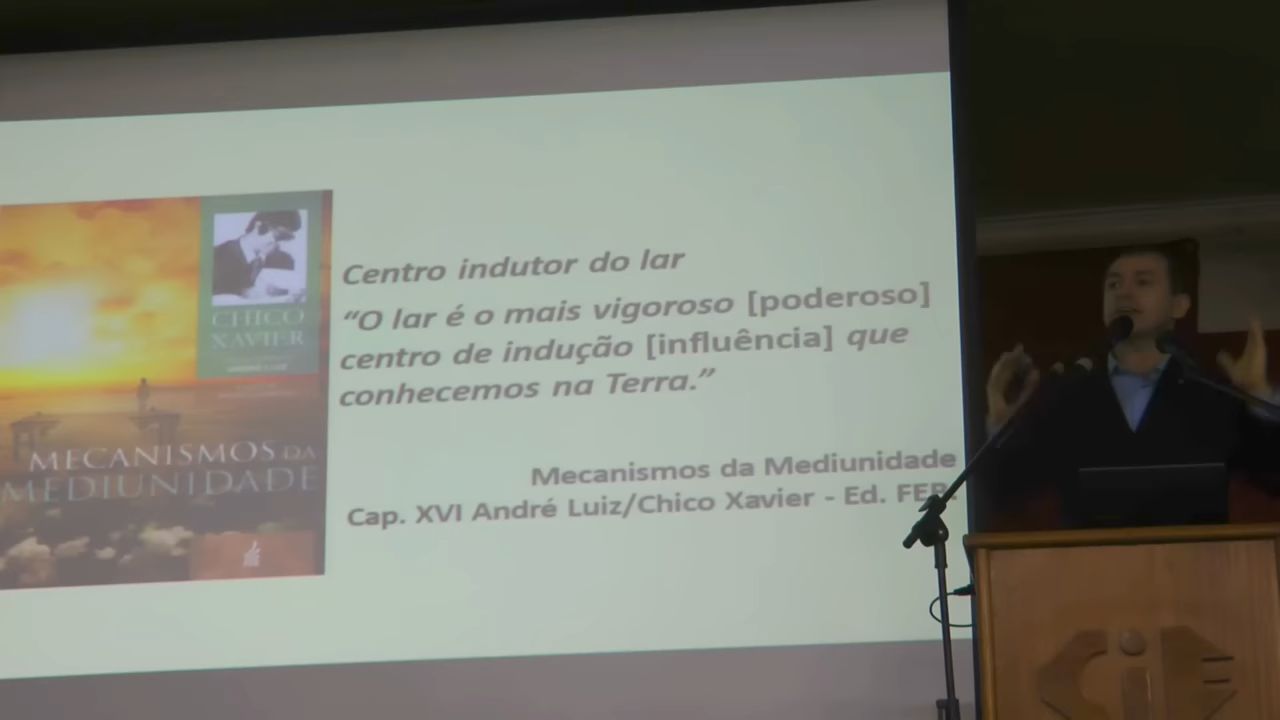 CHICO
XAVIER
MECANISMOS DA
MEDIUNIDADE
Centro indutor do lar
“O lar é o mais vigoroso [poderoso]
centro de indução [influência] que
conhecemos na Terra.”
Mecanismos da Mediunidade
Cap. XVI André Luiz/Chico Xavier - Ed. FEB.